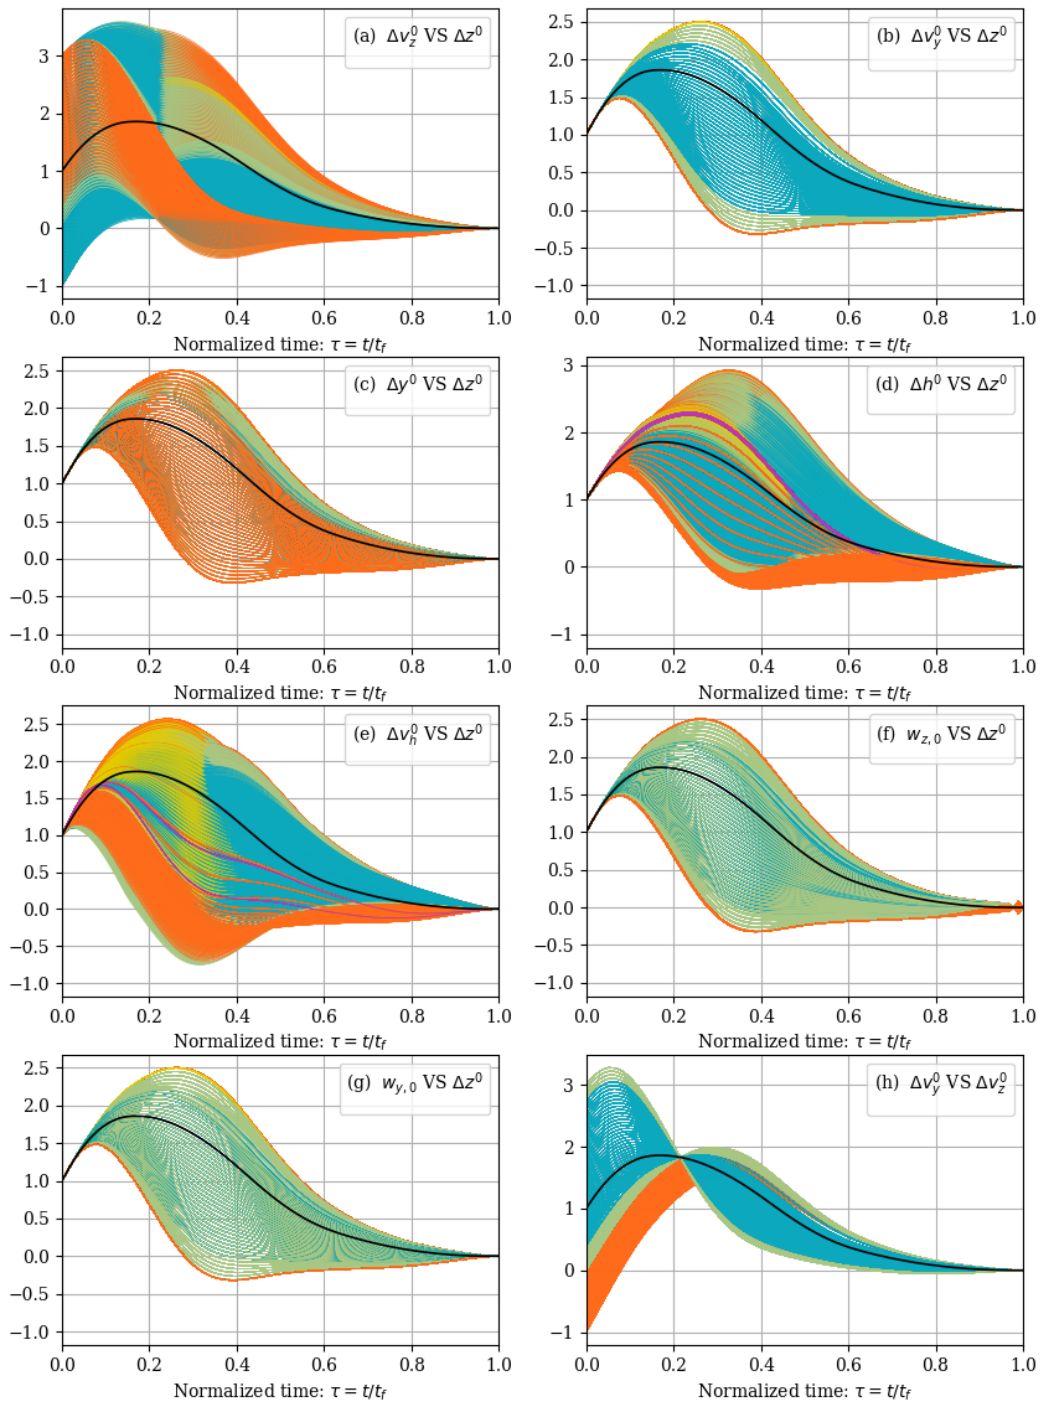 (a) Δv_z^0 VS Δz^0
3
2
1
0
−1
0.0 0.2 0.4 0.6 0.8 1.0
Normalized time: τ = t/t_f
(b) Δv_y^0 VS Δz^0
2.5
2.0
1.5
1.0
0.5
0.0
−0.5
−1.0
0.0 0.2 0.4 0.6 0.8 1.0
Normalized time: τ = t/t_f
(c) Δy^0 VS Δz^0
2.5
2.0
1.5
1.0
0.5
0.0
−0.5
−1.0
0.0 0.2 0.4 0.6 0.8 1.0
Normalized time: τ = t/t_f
(d) Δh^0 VS Δz^0
3
2
1
0
−1
0.0 0.2 0.4 0.6 0.8 1.0
Normalized time: τ = t/t_f
(e) Δv_h^0 VS Δz^0
2.5
2.0
1.5
1.0
0.5
0.0
−0.5
−1.0
0.0 0.2 0.4 0.6 0.8 1.0
Normalized time: τ = t/t_f
(f) w_{z,0} VS Δz^0
2.5
2.0
1.5
1.0
0.5
0.0
−0.5
−1.0
0.0 0.2 0.4 0.6 0.8 1.0
Normalized time: τ = t/t_f
(g) w_{y,0} VS Δz^0
2.5
2.0
1.5
1.0
0.5
0.0
−0.5
−1.0
0.0 0.2 0.4 0.6 0.8 1.0
Normalized time: τ = t/t_f
(h) Δv_y^0 VS Δv_z^0
3
2
1
0
−1
0.0 0.2 0.4 0.6 0.8 1.0
Normalized time: τ = t/t_f